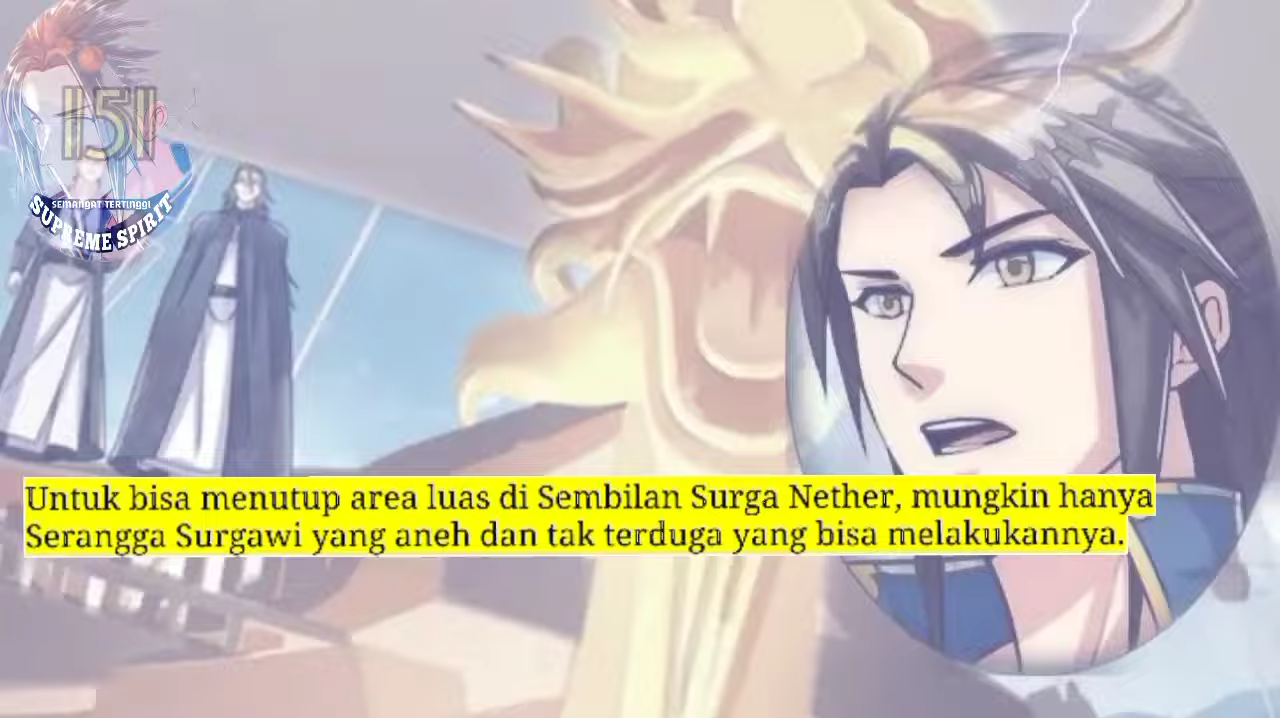 151
SEMANGAT TERTINGGI
SUPREME SPIRIT
Untuk bisa menutup area luas di Sembilan Surga Nether, mungkin hanya
Serangga Surgawi yang aneh dan tak terduga yang bisa melakukannya.